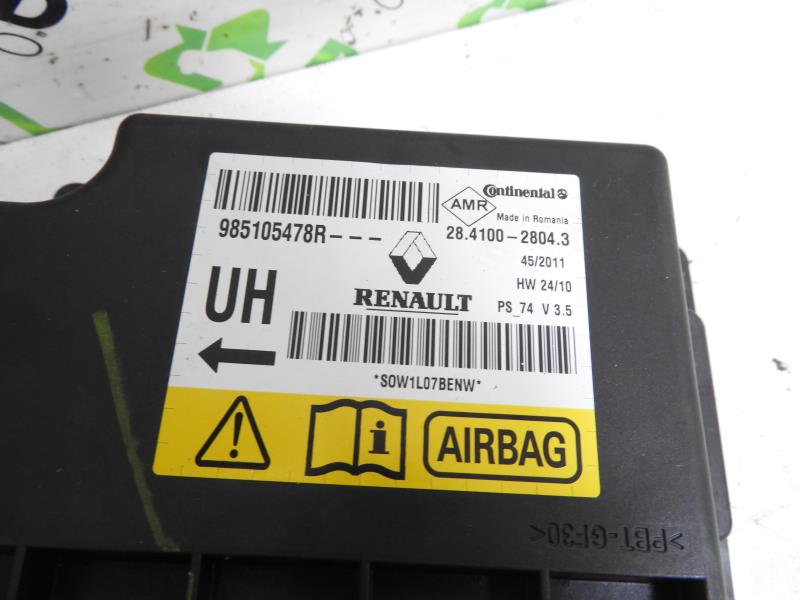 Continental
AMR
Made in Romania
985105478R---
28.4100-2804.3
45/2011
HW 24/10
UH
RENAULT
PS_74 V 3.5
*SOW1L07BENW*
AIRBAG
>PBT-GF30<